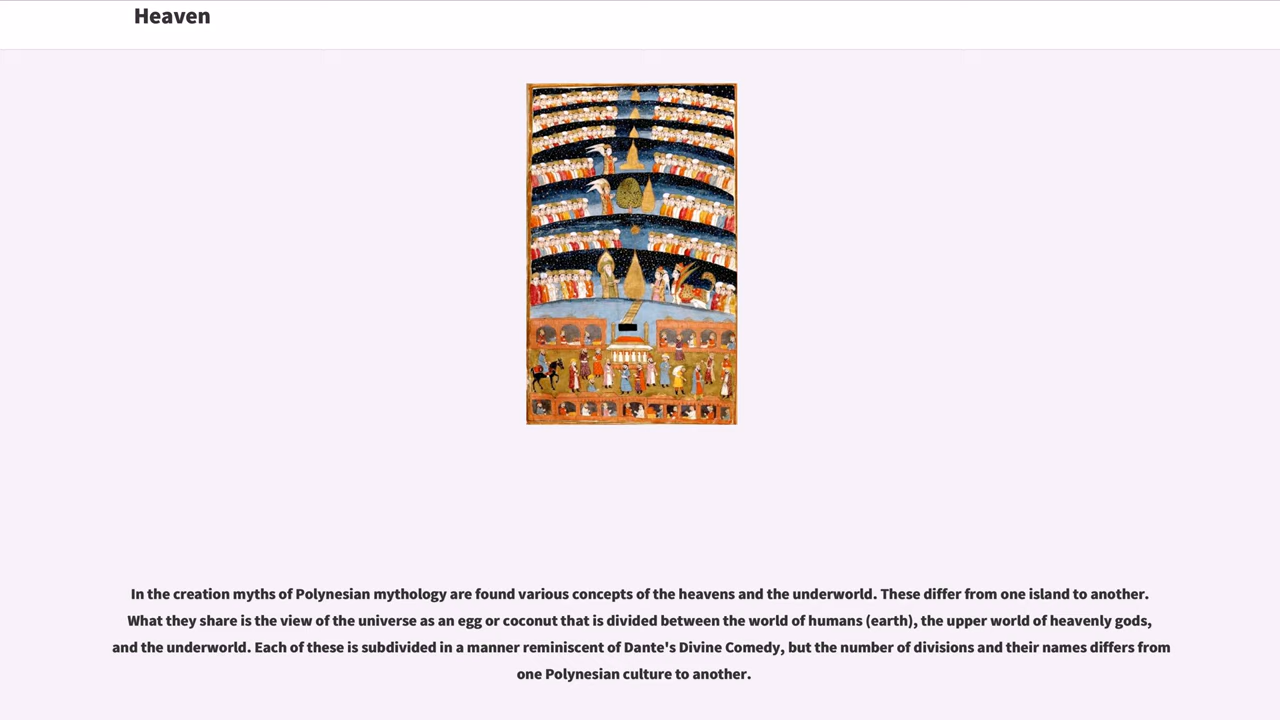 Heaven
In the creation myths of Polynesian mythology are found various concepts of the heavens and the underworld. These differ from one island to another.
What they share is the view of the universe as an egg or coconut that is divided between the world of humans (earth), the upper world of heavenly gods,
and the underworld. Each of these is subdivided in a manner reminiscent of Dante's Divine Comedy, but the number of divisions and their names differs from
one Polynesian culture to another.